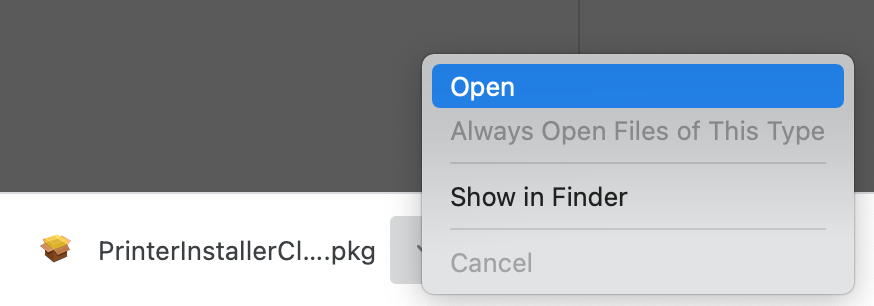 Open
Always Open Files of This Type
Show in Finder
PrinterInstallerCl....pkg
Cancel